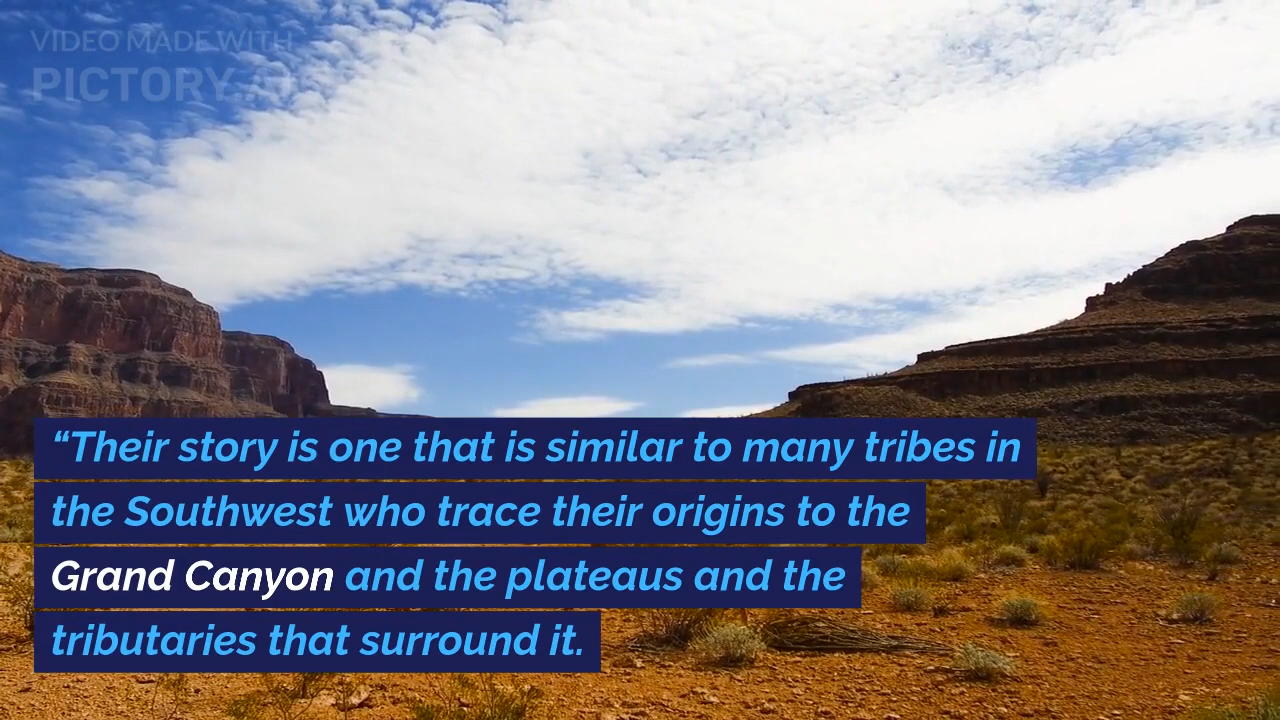 VIDEO MADE WITH
PICTORY.AI
“Their story is one that is similar to many tribes in
the Southwest who trace their origins to the
Grand Canyon and the plateaus and the
tributaries that surround it.